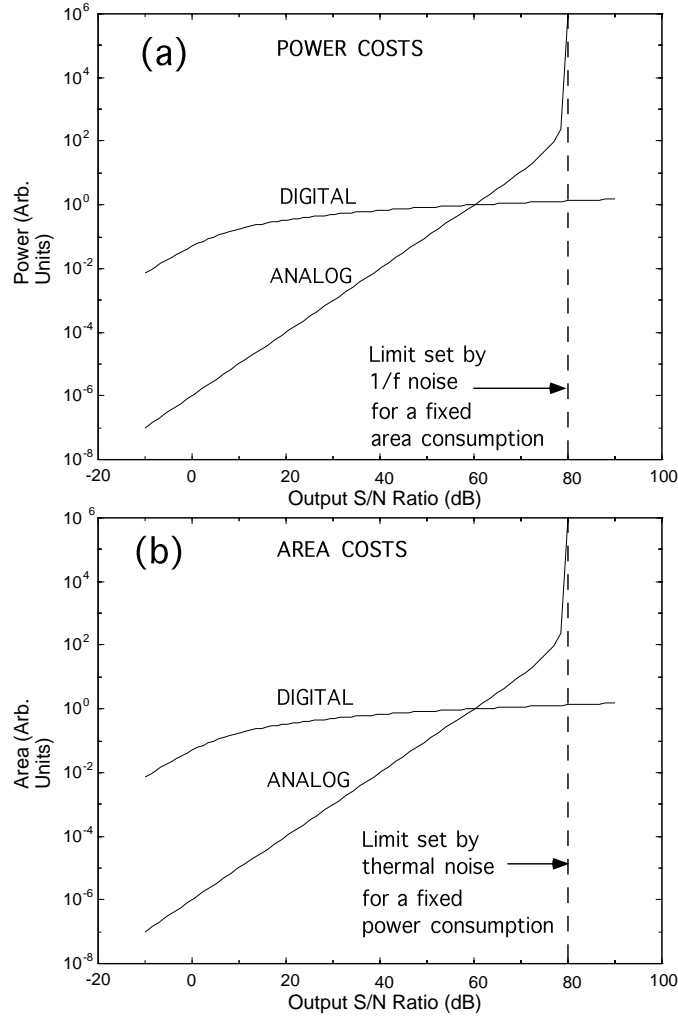 (a)
POWER COSTS
10^6
10^4
10^2
10^0
10^-2
10^-4
10^-6
10^-8
Power (Arb.
Units)
DIGITAL
ANALOG
Limit set by
1/f noise
for a fixed
area consumption
-20 0 20 40 60 80 100
Output S/N Ratio (dB)
(b)
AREA COSTS
10^6
10^4
10^2
10^0
10^-2
10^-4
10^-6
10^-8
Area (Arb.
Units)
DIGITAL
ANALOG
Limit set by
thermal noise
for a fixed
power consumption
-20 0 20 40 60 80 100
Output S/N Ratio (dB)